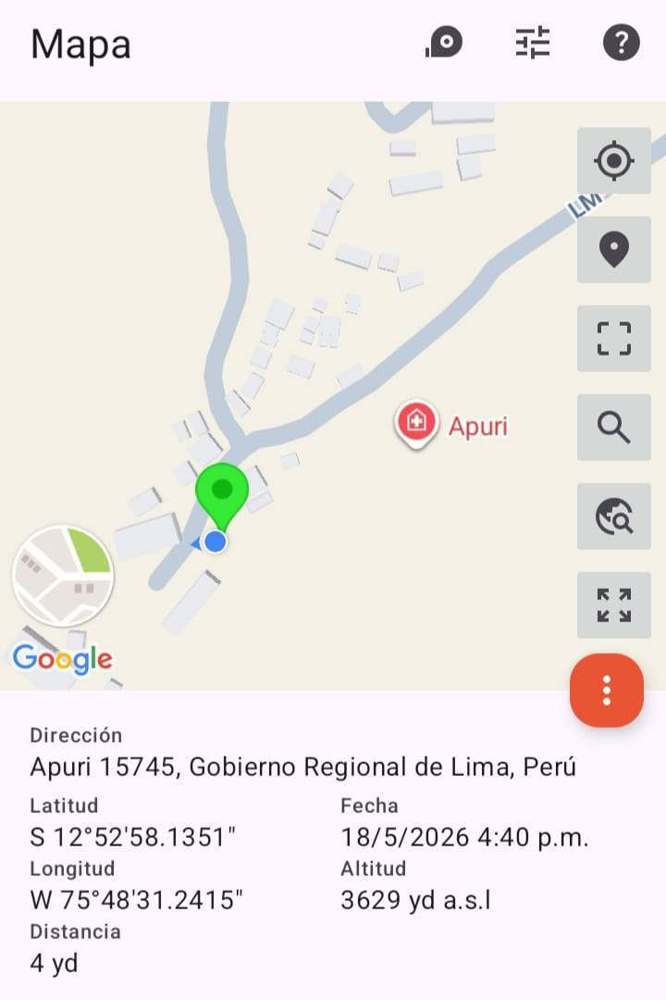 Mapa
LM
Apuri
Google
Dirección
Apuri 15745, Gobierno Regional de Lima, Perú
Latitud
S 12°52'58.1351"
Fecha
18/5/2026 4:40 p.m.
Longitud
W 75°48'31.2415"
Altitud
3629 yd a.s.l
Distancia
4 yd